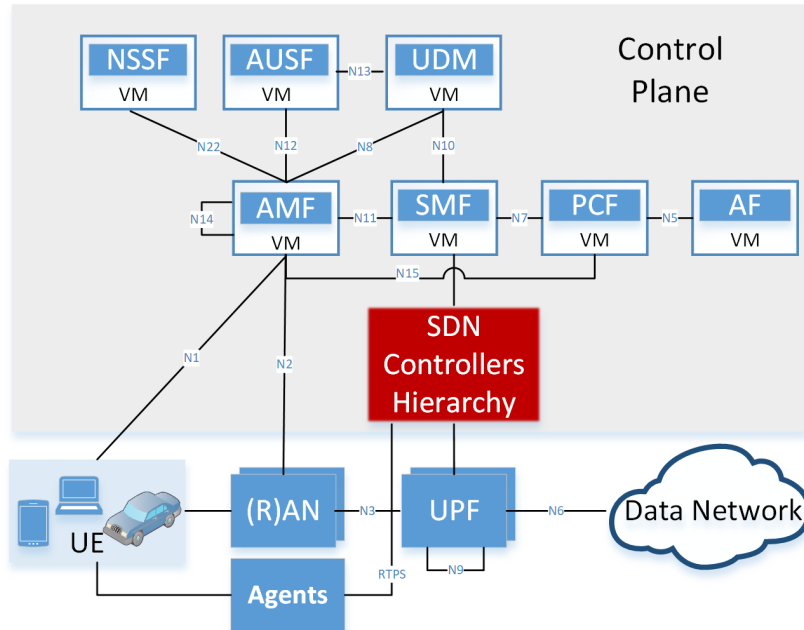 NSSF
VM
AUSF
VM
N13
UDM
VM
Control
Plane
N22
N12
N8
N10
AMF
VM
N14
N11
SMF
VM
N7
PCF
VM
N5
AF
VM
N15
SDN
Controllers
Hierarchy
N1
N2
UE
(R)AN
N3
UPF
N6
Data Network
N9
RTPS
Agents